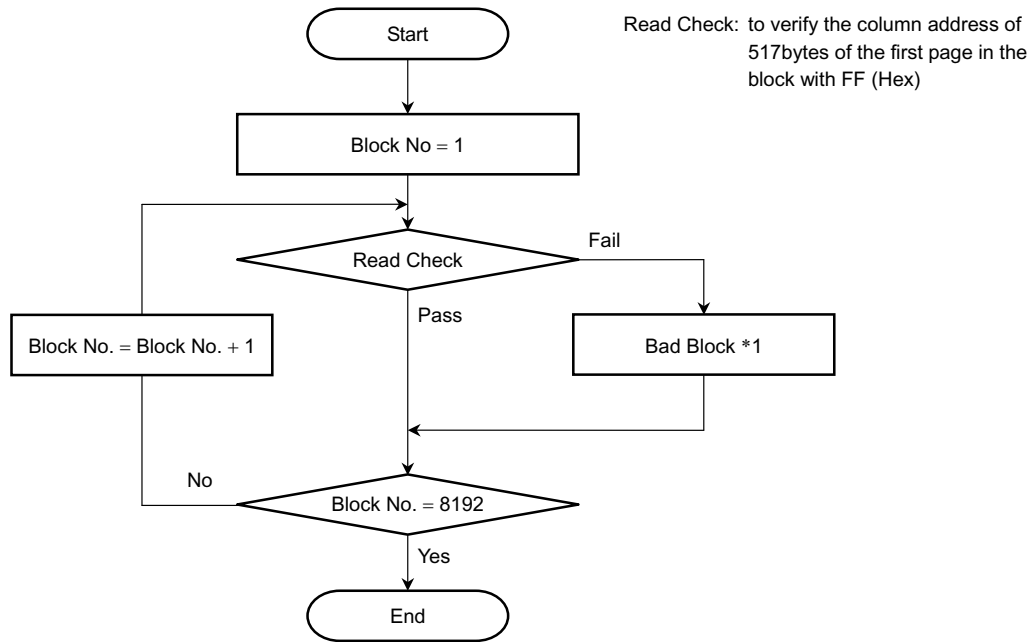 Start
Read Check: to verify the column address of
517bytes of the first page in the
block with FF (Hex)
Block No = 1
Fail
Read Check
Pass
Block No. = Block No. + 1
Bad Block *1
No
Block No. = 8192
Yes
End